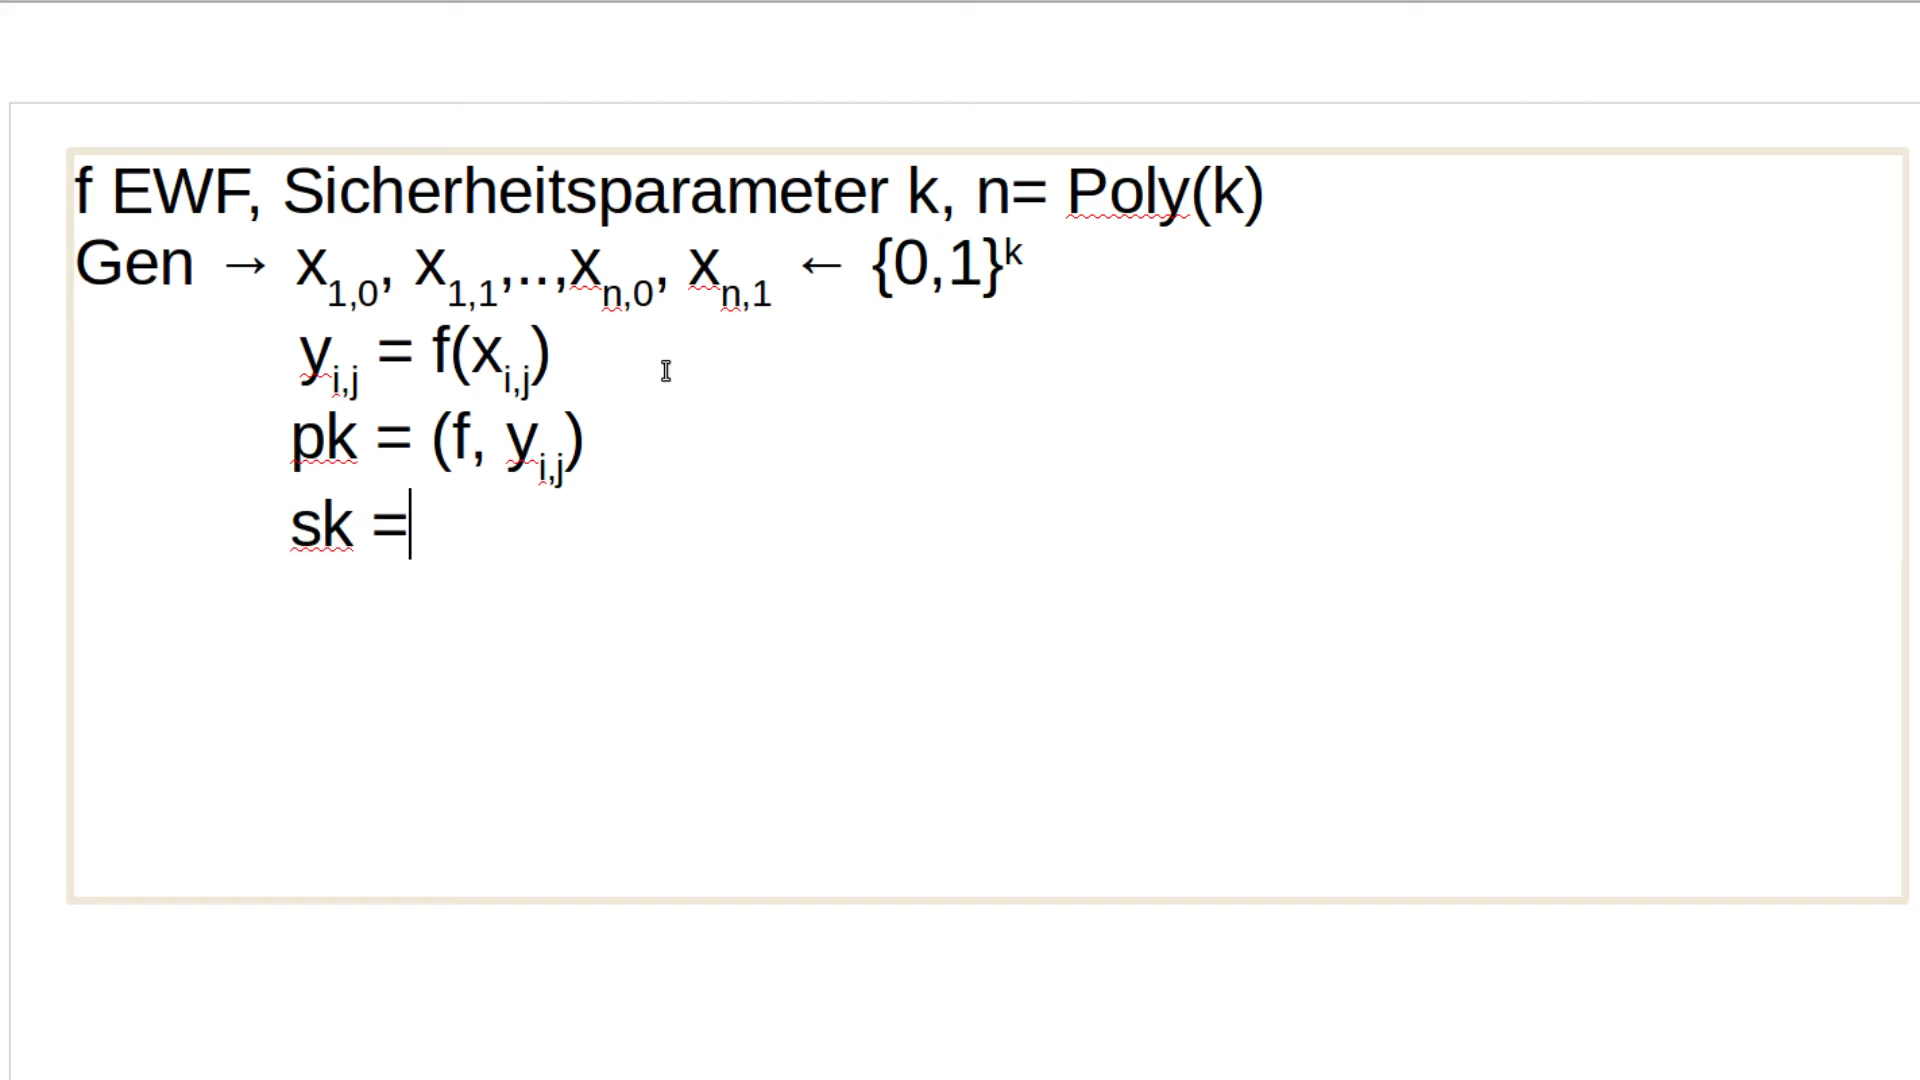 f EWF, Sicherheitsparameter k, n= Poly(k)
Gen → x1,0, x1,1,..,xn,0, xn,1 ← {0,1}k
yi,j = f(xi,j)
pk = (f, yi,j)
sk =